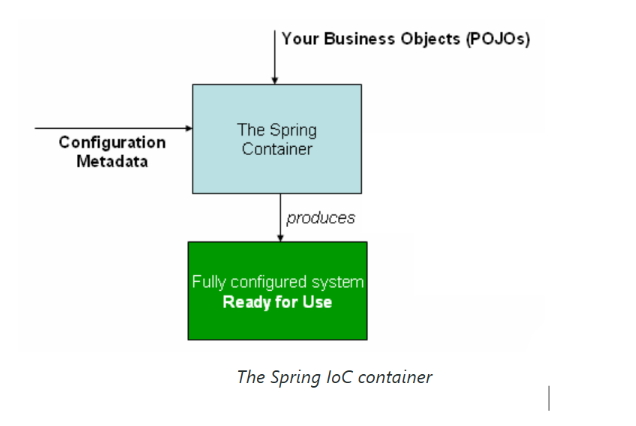 Your Business Objects (POJOs)
The Spring
Container
Configuration
Metadata
produces
Fully configured system
Ready for Use
The Spring IoC container